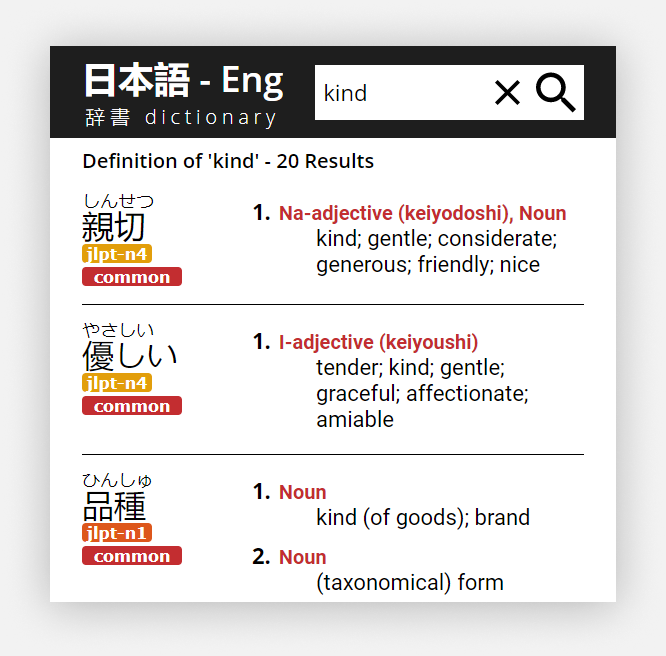 日本語 - Eng
辞書 dictionary
kind
Definition of 'kind' - 20 Results
しんせつ
親切
jlpt-n4
common
1. Na-adjective (keiyodoshi), Noun
kind; gentle; considerate;
generous; friendly; nice
やさしい
優しい
jlpt-n4
common
1. I-adjective (keiyoushi)
tender; kind; gentle;
graceful; affectionate;
amiable
ひんしゅ
品種
jlpt-n1
common
1. Noun
kind (of goods); brand
2. Noun
(taxonomical) form